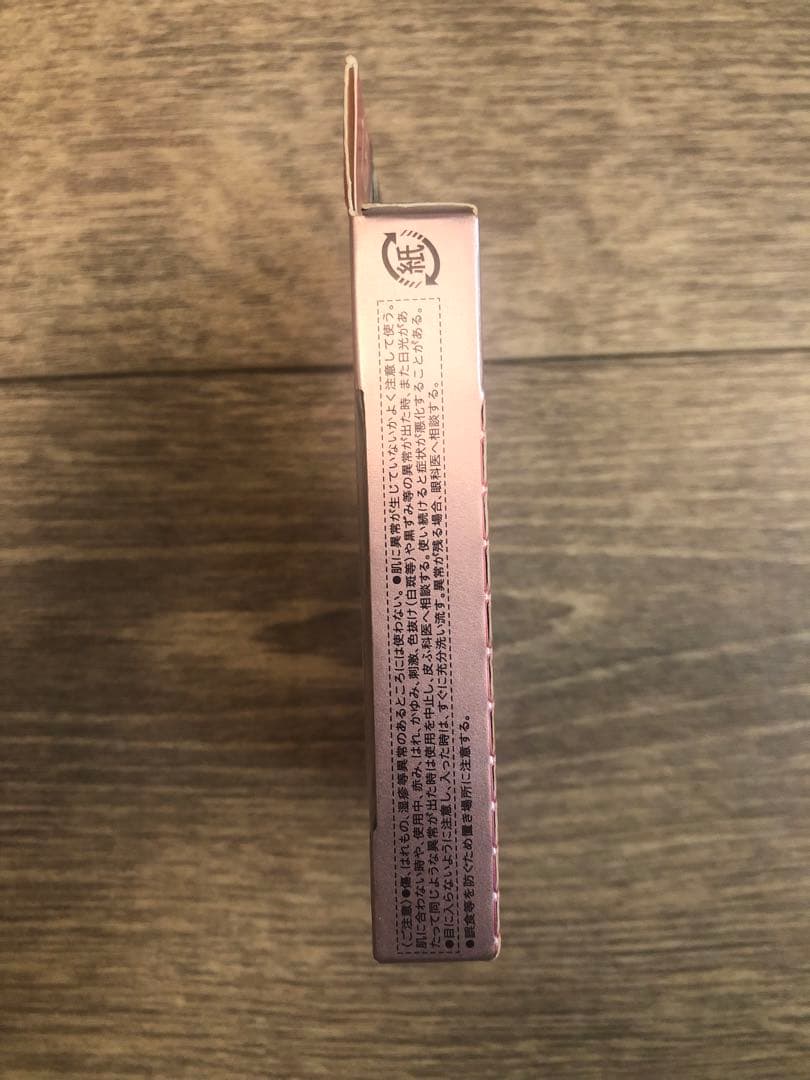 〈ご注意〉●傷、はれもの、湿疹等異常のあるところには使わない。●肌に異常が生じていないかよく注意して使う。
肌に合わない時や、使用中、赤み、はれ、かゆみ、刺激、色抜け(白斑等)や黒ずみ等の異常が出た時、また日光があ
たって同じような異常が出た時は使用を中止し、皮ふ科医へ相談する。使い続けると症状が悪化することがある。
●目に入らないように注意し、入った時は、すぐに充分洗い流す。異常が残る場合、眼科医へ相談する。
●誤食等を防ぐため置き場所に注意する。
紙